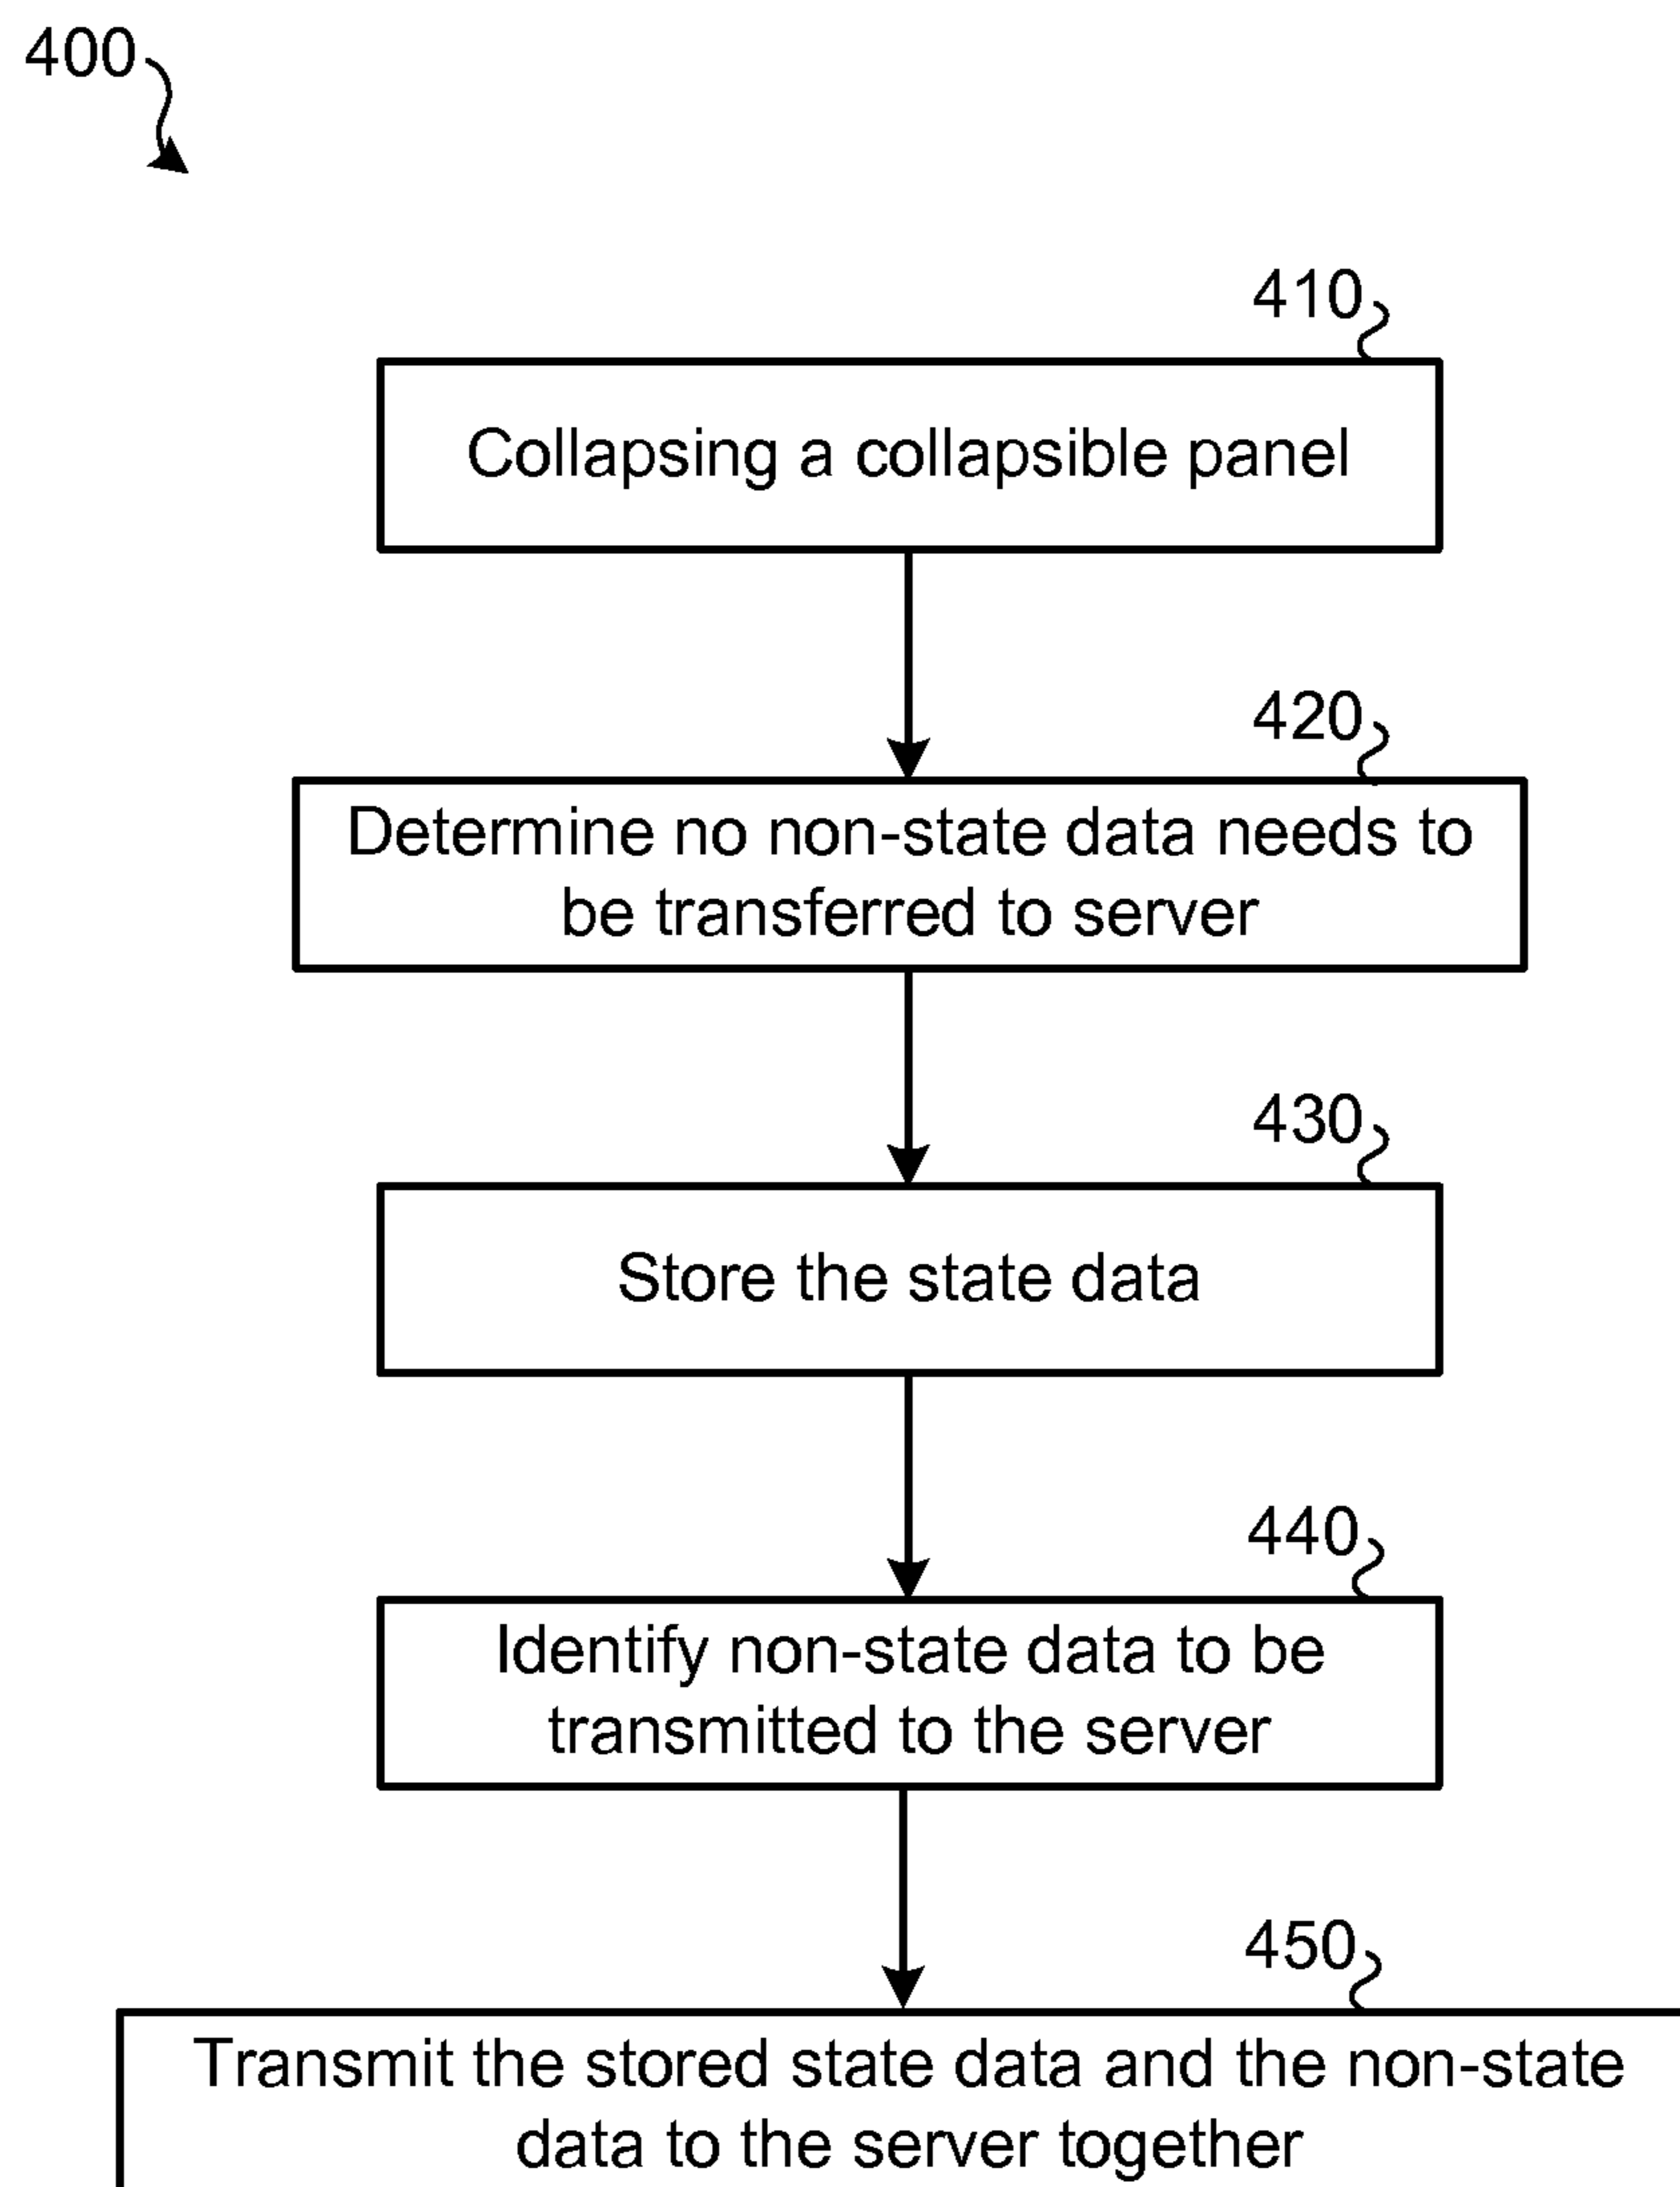 400
410
Collapsing a collapsible panel
420
Determine no non-state data needs to
be transferred to server
430
Store the state data
440
Identify non-state data to be
transmitted to the server
450
Transmit the stored state data and the non-state
data to the server together